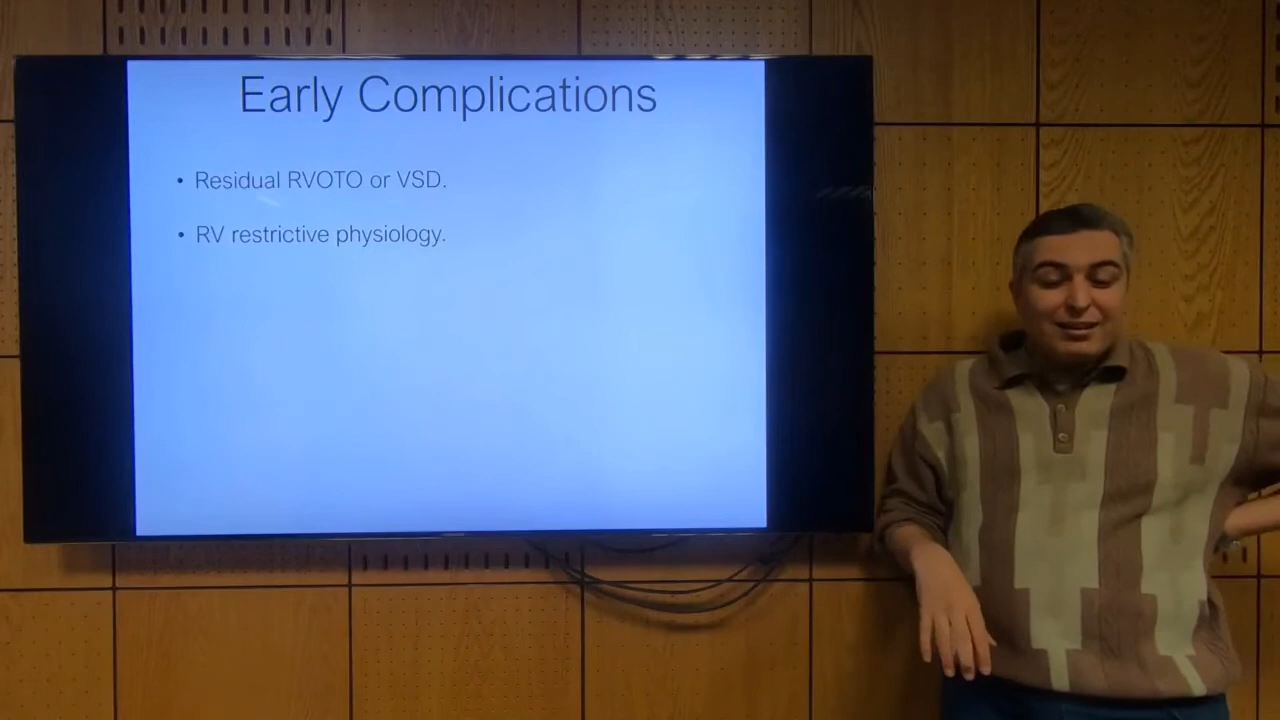 Early Complications
• Residual RVOTO or VSD.
• RV restrictive physiology.